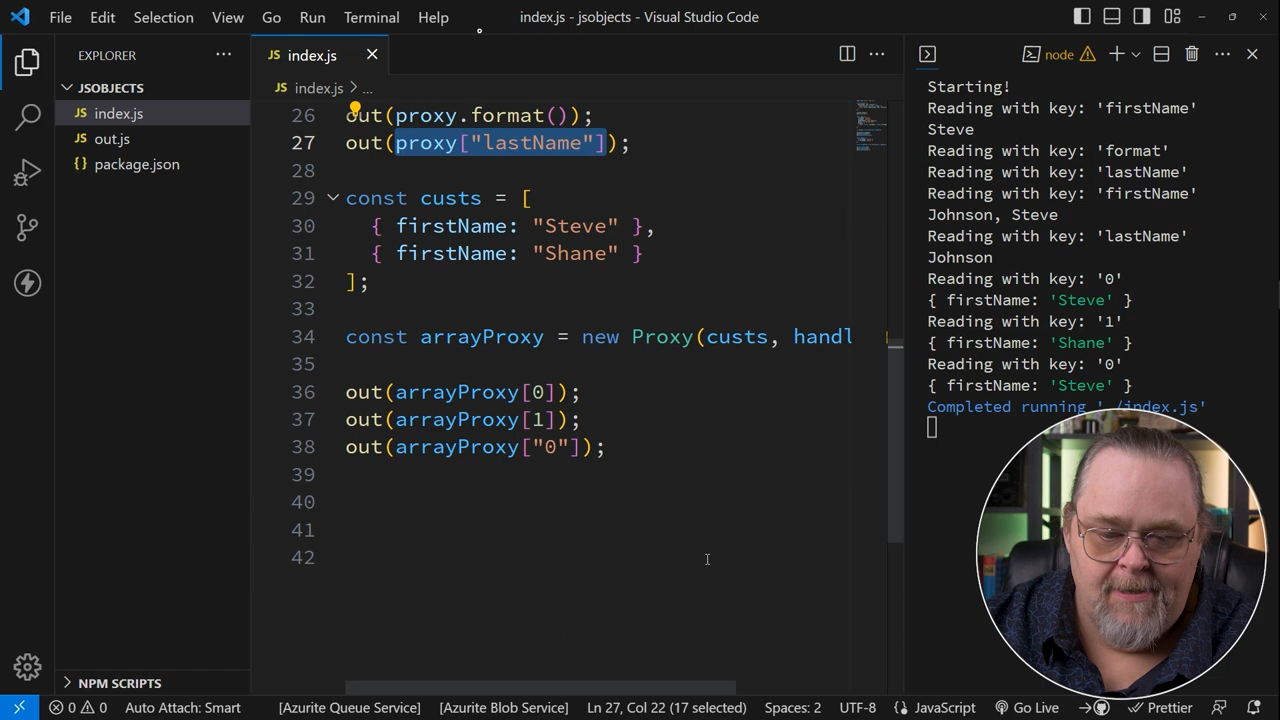 File Edit Selection View Go Run Terminal Help
index.js - jsobjects - Visual Studio Code
EXPLORER
JSOBJECTS
JS index.js
JS out.js
{} package.json
NPM SCRIPTS
JS index.js
JS index.js > ...
26 out(proxy.format());
27 out(proxy["lastName"]);
28
29 const custs = [
30 { firstName: "Steve" },
31 { firstName: "Shane" }
32 ];
33
34 const arrayProxy = new Proxy(custs, handl
35
36 out(arrayProxy[0]);
37 out(arrayProxy[1]);
38 out(arrayProxy["0"]);
39
40
41
42
node
Starting!
Reading with key: 'firstName'
Steve
Reading with key: 'format'
Reading with key: 'lastName'
Reading with key: 'firstName'
Johnson, Steve
Reading with key: 'lastName'
Johnson
Reading with key: '0'
{ firstName: 'Steve' }
Reading with key: '1'
{ firstName: 'Shane' }
Reading with key: '0'
{ firstName: 'Steve' }
Completed running './index.js'
0 0 Auto Attach: Smart [Azurite Queue Service] [Azurite Blob Service] Ln 27, Col 22 (17 selected) Spaces: 2 UTF-8 {} JavaScript Go Live Prettier